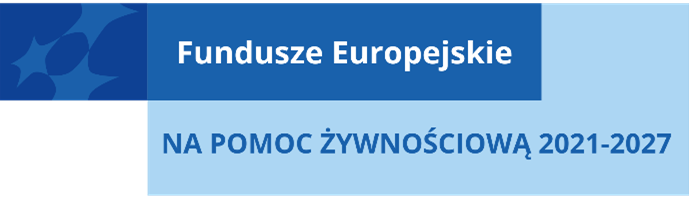 Fundusze Europejskie
NA POMOC ŻYWNOŚCIOWĄ 2021-2027